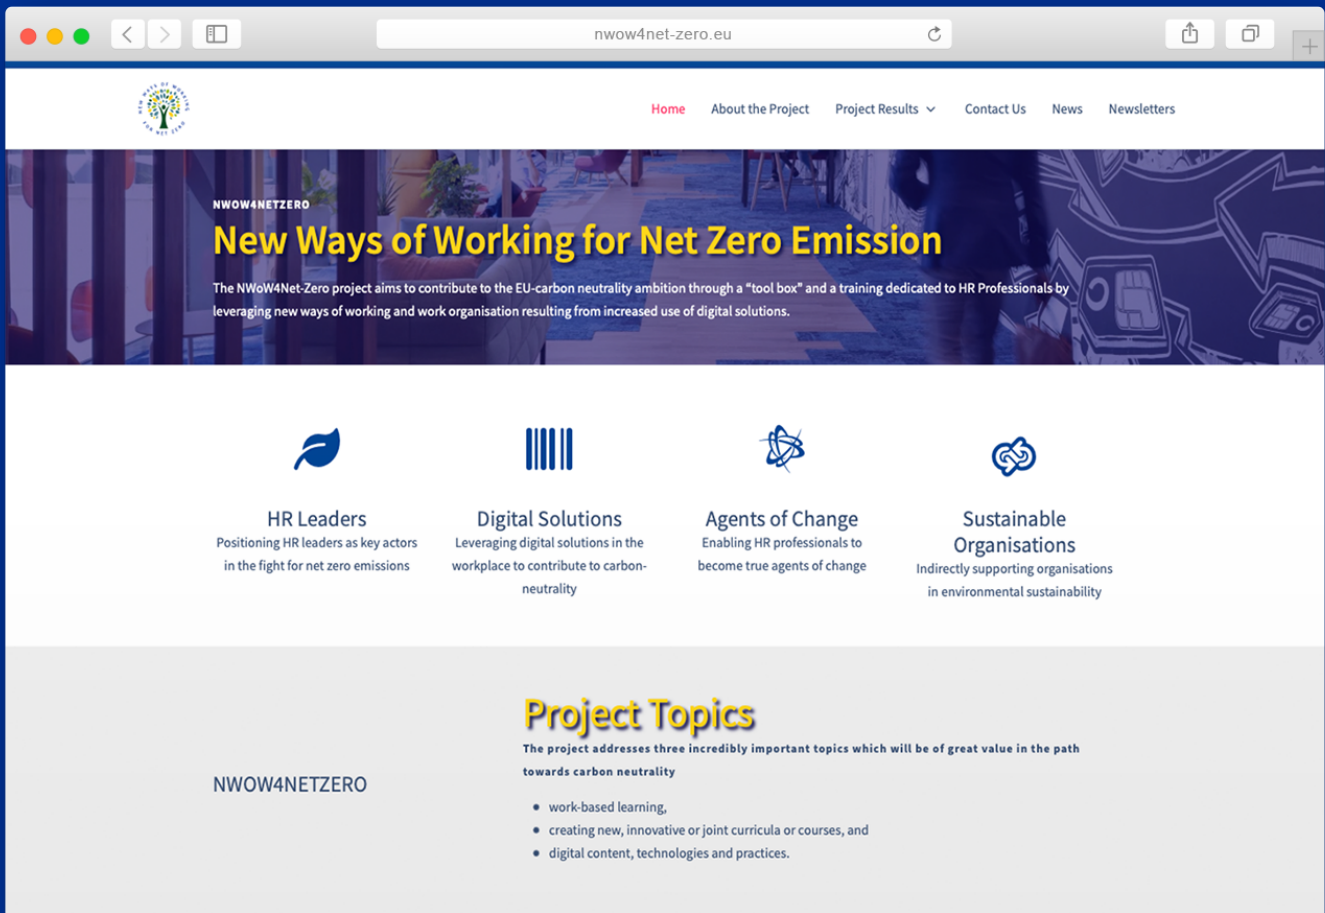 nwow4net-zero.eu
NEW WAYS OF WORKING
FOR NET ZERO
Home
About the Project
Project Results
Contact Us
News
Newsletters
NWOW4NETZERO
New Ways of Working for Net Zero Emission
The NWoW4Net-Zero project aims to contribute to the EU-carbon neutrality ambition through a “tool box” and a training dedicated to HR Professionals by
leveraging new ways of working and work organisation resulting from increased use of digital solutions.
HR Leaders
Positioning HR leaders as key actors
in the fight for net zero emissions
Digital Solutions
Leveraging digital solutions in the
workplace to contribute to carbon-
neutrality
Agents of Change
Enabling HR professionals to
become true agents of change
Sustainable
Organisations
Indirectly supporting organisations
in environmental sustainability
NWOW4NETZERO
Project Topics
The project addresses three incredibly important topics which will be of great value in the path
towards carbon neutrality
• work-based learning,
• creating new, innovative or joint curricula or courses, and
• digital content, technologies and practices.